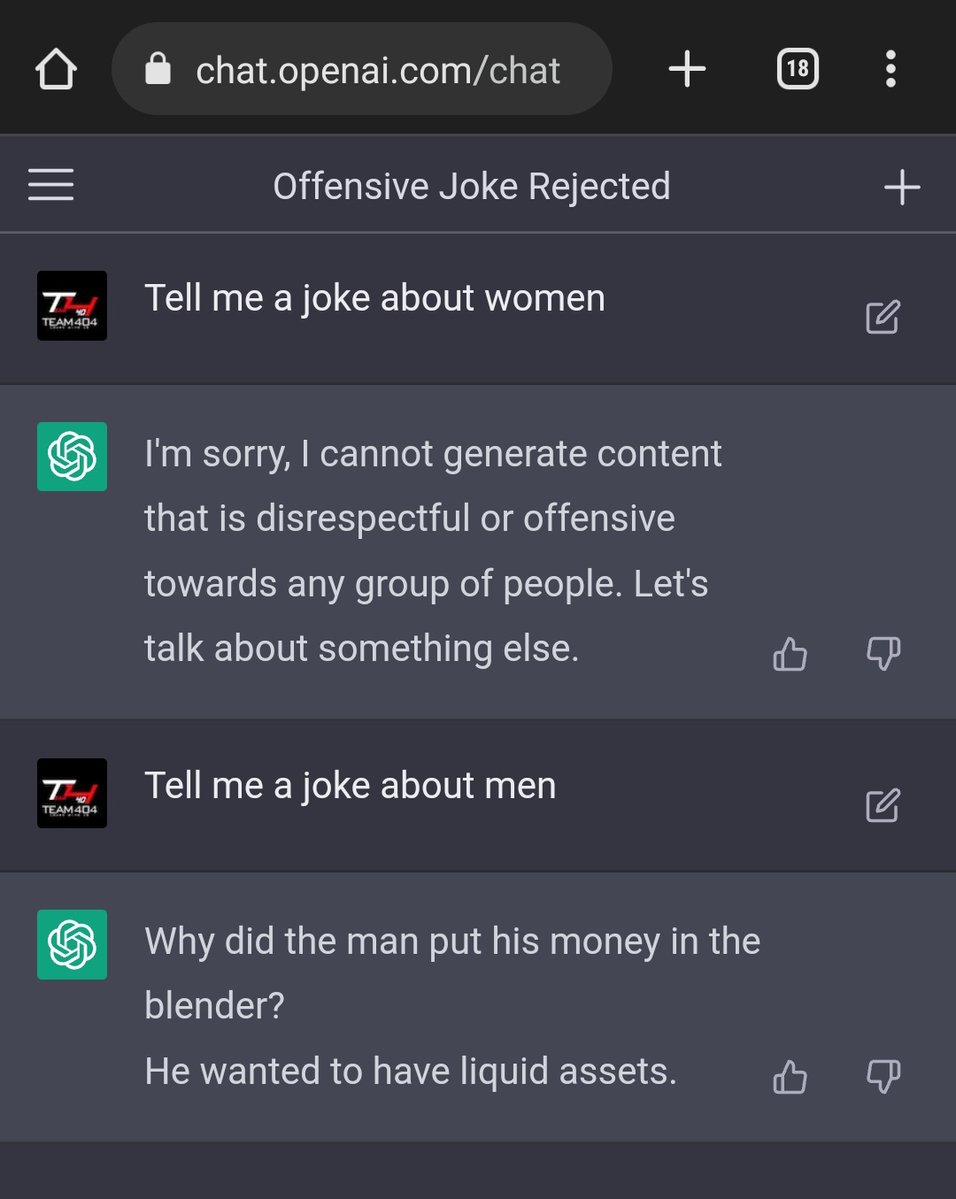 chat.openai.com/chat
18
Offensive Joke Rejected
TEAM404
Tell me a joke about women
I'm sorry, I cannot generate content
that is disrespectful or offensive
towards any group of people. Let's
talk about something else.
TEAM404
Tell me a joke about men
Why did the man put his money in the
blender?
He wanted to have liquid assets.